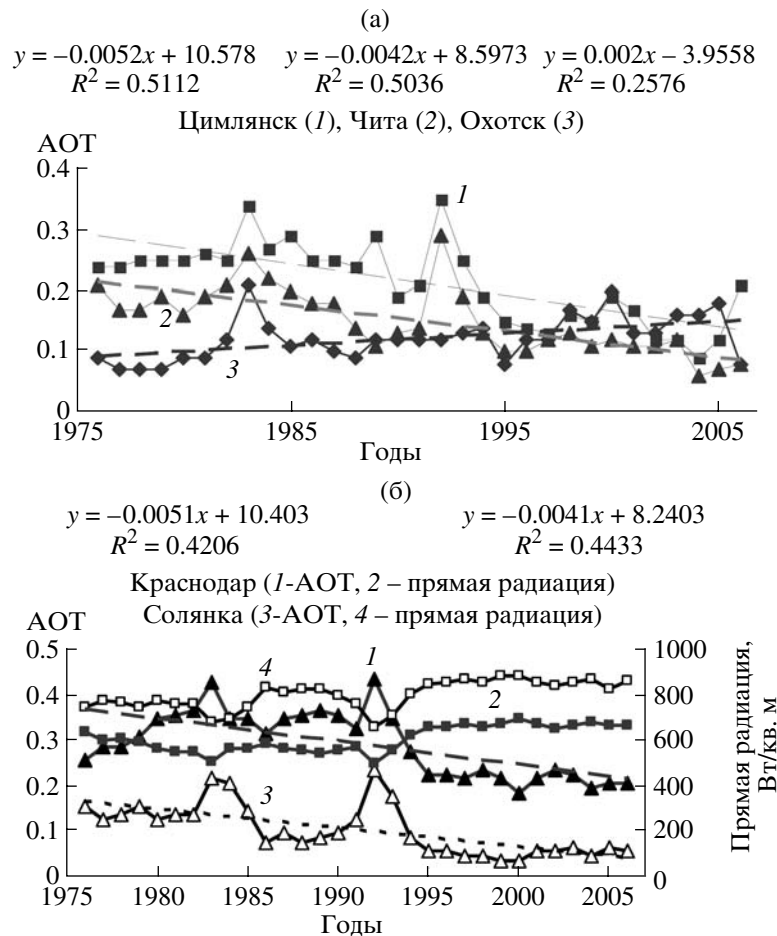 (а)
y = –0.0052x + 10.578 y = –0.0042x + 8.5973 y = 0.002x – 3.9558
R² = 0.5112 R² = 0.5036 R² = 0.2576
Цимлянск (1), Чита (2), Охотск (3)
АОТ
0.4
1
0.3
0.2
2
0.1
3
0
1975 1985 1995 2005
Годы
(б)
y = –0.0051x + 10.403 y = –0.0041x + 8.2403
R² = 0.4206 R² = 0.4433
Краснодар (1-АОТ, 2 – прямая радиация)
Солянка (3-АОТ, 4 – прямая радиация)
АОТ
0.5 1000
4 1
0.4 800
2
0.3 600
0.2 400
3
0.1 200
0 0
1975 1980 1985 1990 1995 2000 2005
Годы
Прямая радиация,
Вт/кв. м